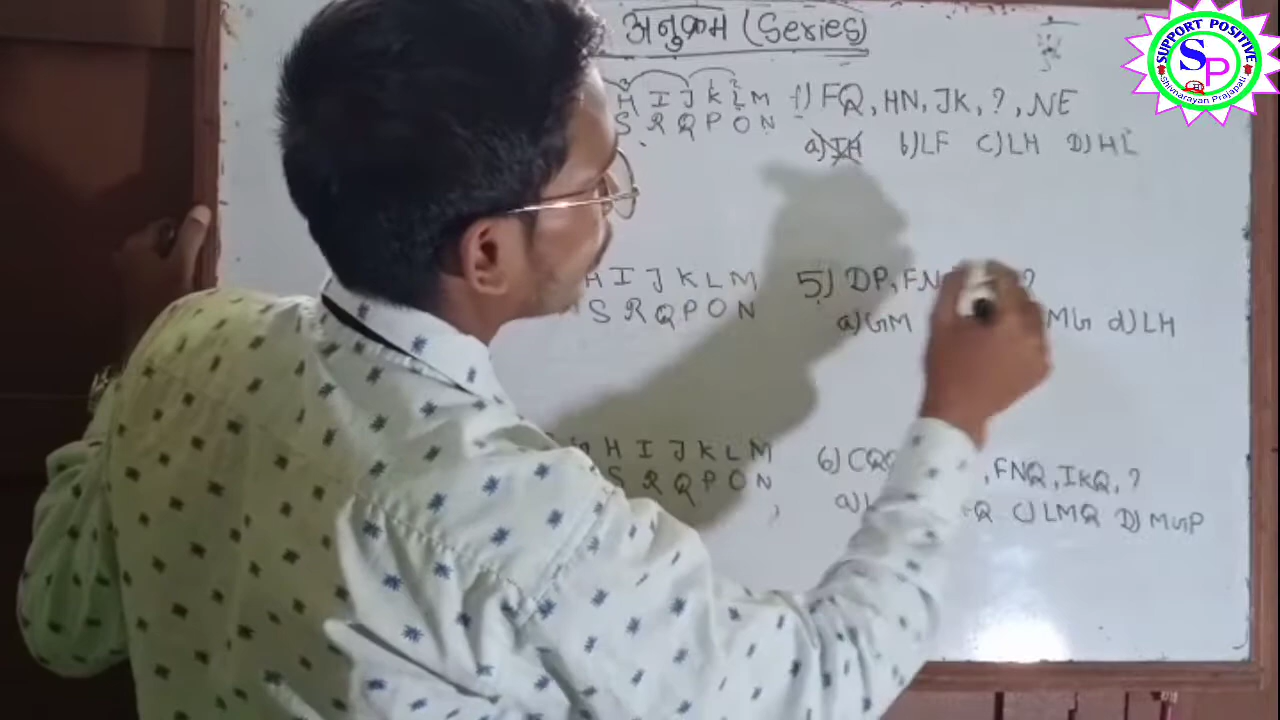 अनुक्रम (Series)
H I J K L M 1) FQ, HN, JK, ?, NE
S R Q P O N a) IH b) LF C) LH D) HL
H I J K L M 5) DP, FN ?
S R Q P O N a) GM MG d) LH
H I J K L M 6) CQ , FNQ, IKQ, ?
S R Q P O N a) Q C) LMQ D) MGP
SUPPORT POSITIVE
SP
Shivnarayan Prajapati